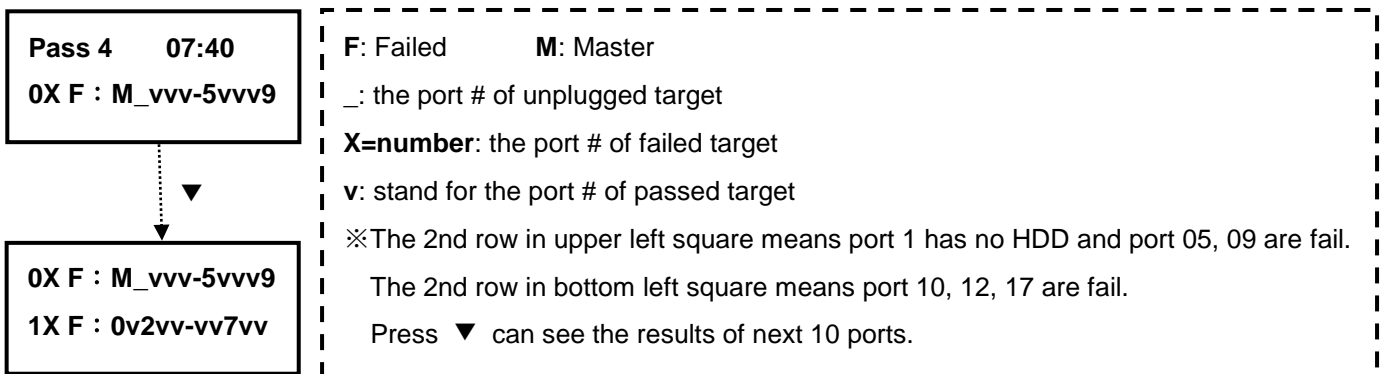 Pass 4 07:40
0X F：M_vvv-5vvv9
▼
0X F：M_vvv-5vvv9
1X F：0v2vv-vv7vv
F: Failed M: Master
_: the port # of unplugged target
X=number: the port # of failed target
v: stand for the port # of passed target
※The 2nd row in upper left square means port 1 has no HDD and port 05, 09 are fail.
The 2nd row in bottom left square means port 10, 12, 17 are fail.
Press ▼ can see the results of next 10 ports.